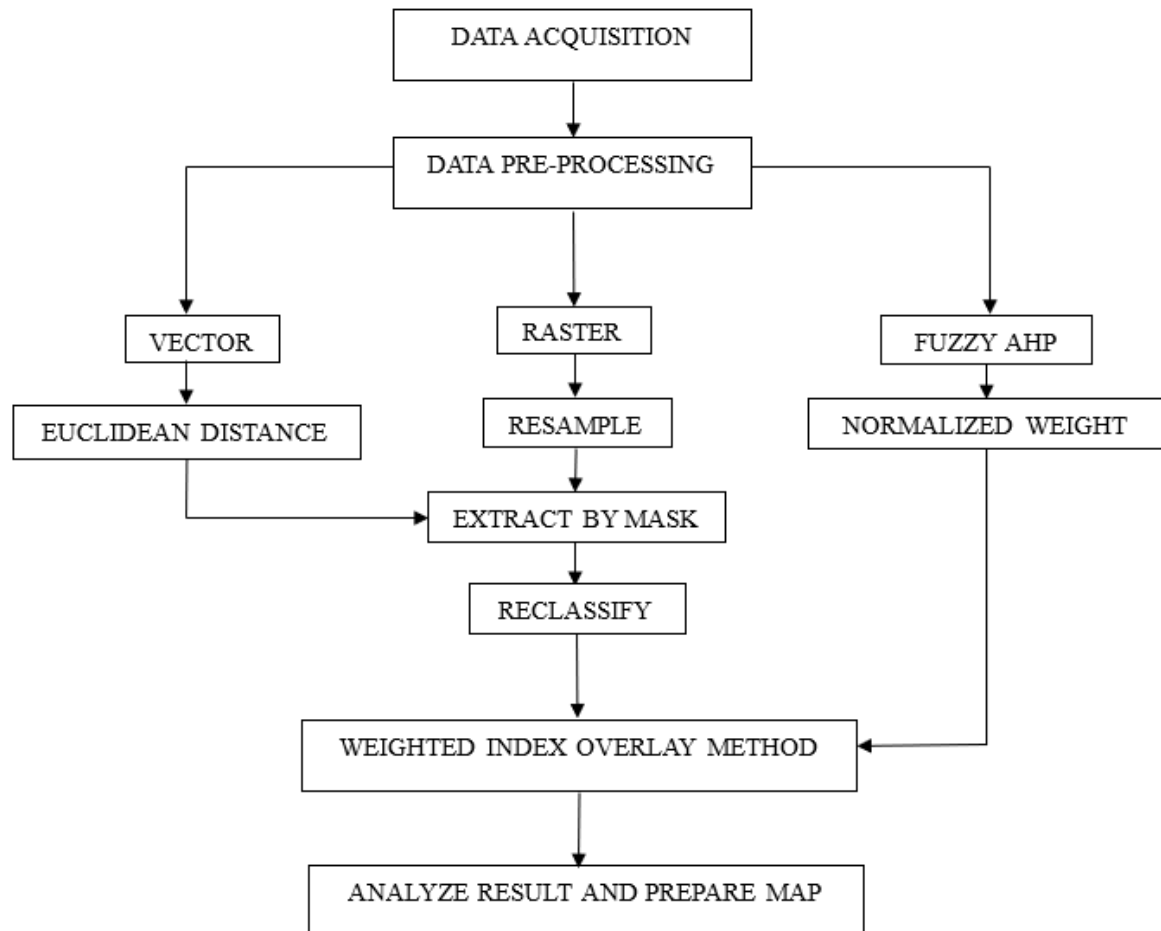 DATA ACQUISITION
DATA PRE-PROCESSING
VECTOR
RASTER
FUZZY AHP
EUCLIDEAN DISTANCE
RESAMPLE
NORMALIZED WEIGHT
EXTRACT BY MASK
RECLASSIFY
WEIGHTED INDEX OVERLAY METHOD
ANALYZE RESULT AND PREPARE MAP